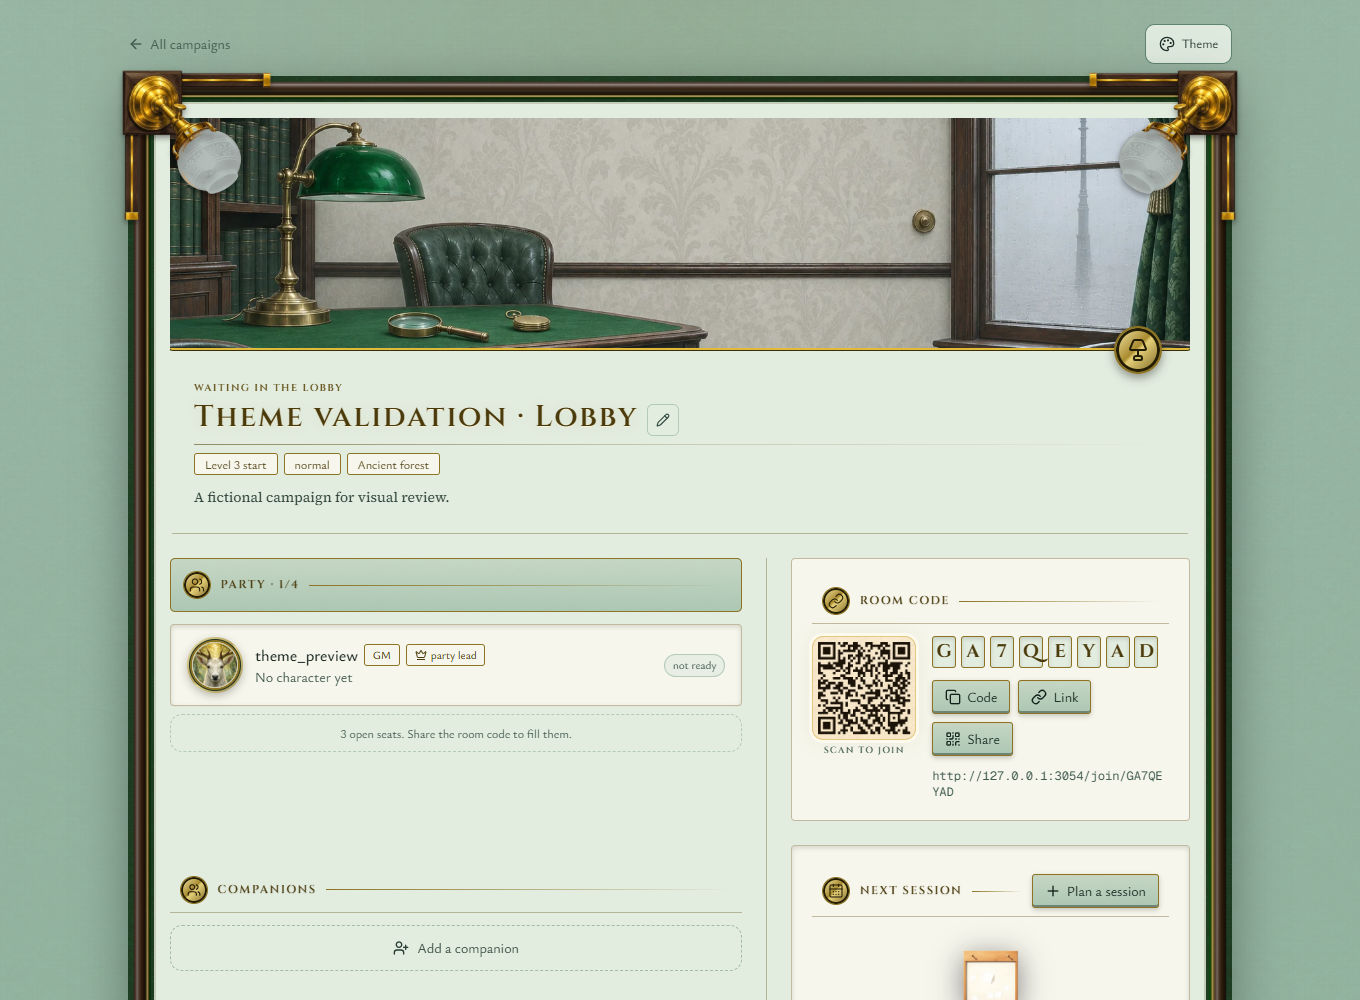 All campaigns
Theme
WAITING IN THE LOBBY
THEME VALIDATION · LOBBY
Level 3 start
normal
Ancient forest
A fictional campaign for visual review.
PARTY · 1/4
theme_preview
GM
party lead
No character yet
not ready
3 open seats. Share the room code to fill them.
COMPANIONS
Add a companion
ROOM CODE
GA7QEYAD
Code
Link
Share
SCAN TO JOIN
http://127.0.0.1:3054/join/GA7QE
YAD
NEXT SESSION
Plan a session